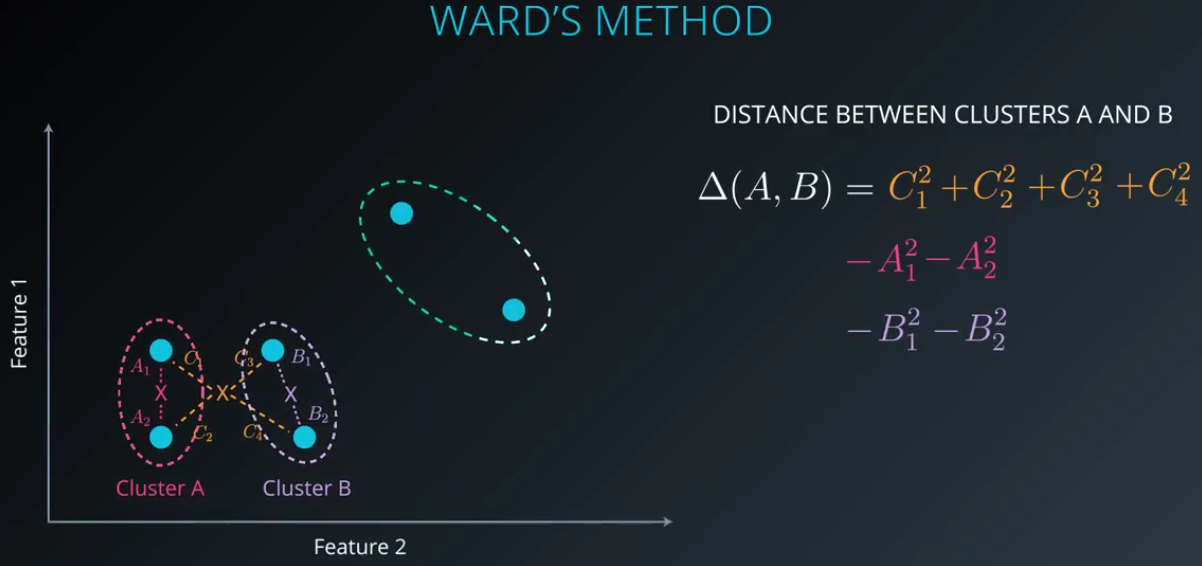 WARD'S METHOD
DISTANCE BETWEEN CLUSTERS A AND B
Δ(A, B) = C₁² + C₂² + C₃² + C₄²
− A₁² − A₂²
− B₁² − B₂²
Feature 1
A₁ C₁ C₃ B₁
X X X
A₂ C₂ C₄ B₂
Cluster A Cluster B
Feature 2